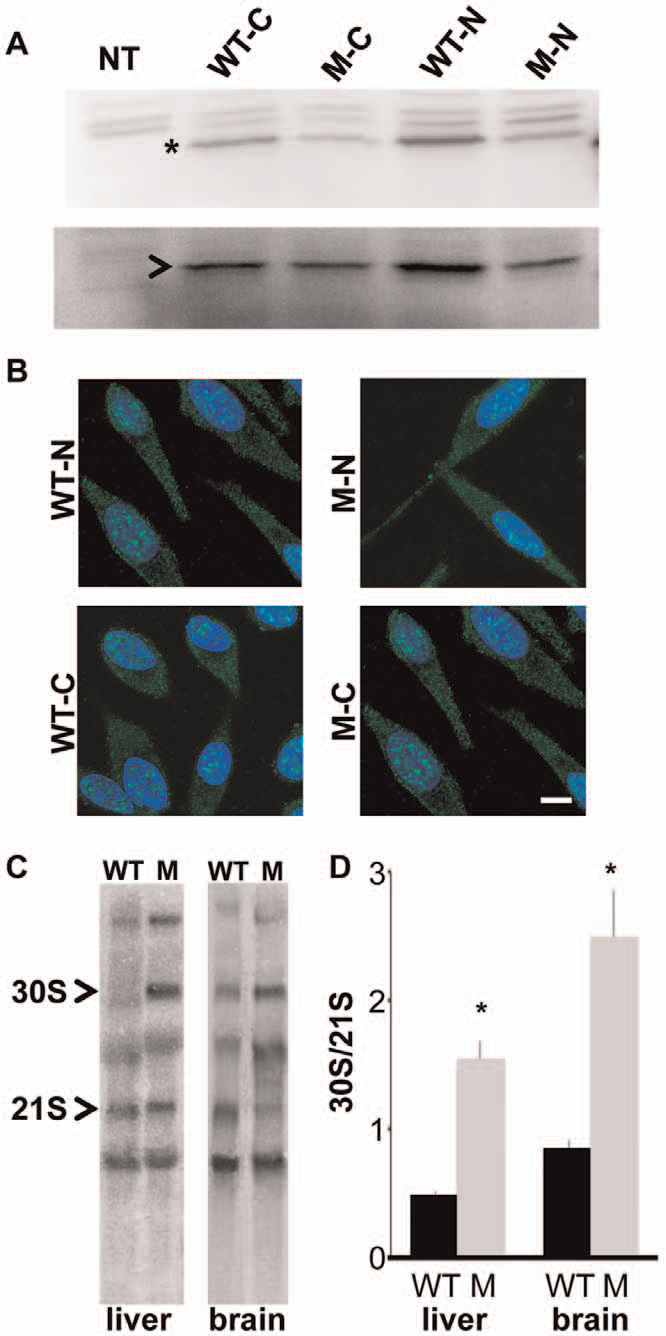 A
NT WT-C M-C WT-N M-N
*
>
B
WT-N M-N
WT-C M-C
C WT M WT M
30S >
21S >
liver brain
D
30S/21S
3
2
1
0
* *
WT M WT M
liver brain